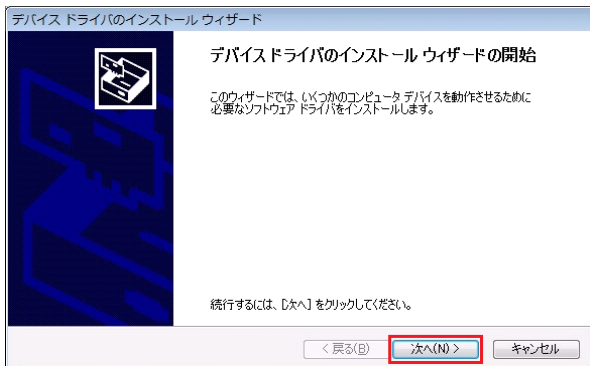 デバイス ドライバのインストール ウィザード
デバイス ドライバのインストール ウィザードの開始
このウィザードでは、いくつかのコンピュータ デバイスを動作させるために
必要なソフトウェア ドライバをインストールします。
続行するには、[次へ] をクリックしてください。
< 戻る(B)
次へ(N) >
キャンセル